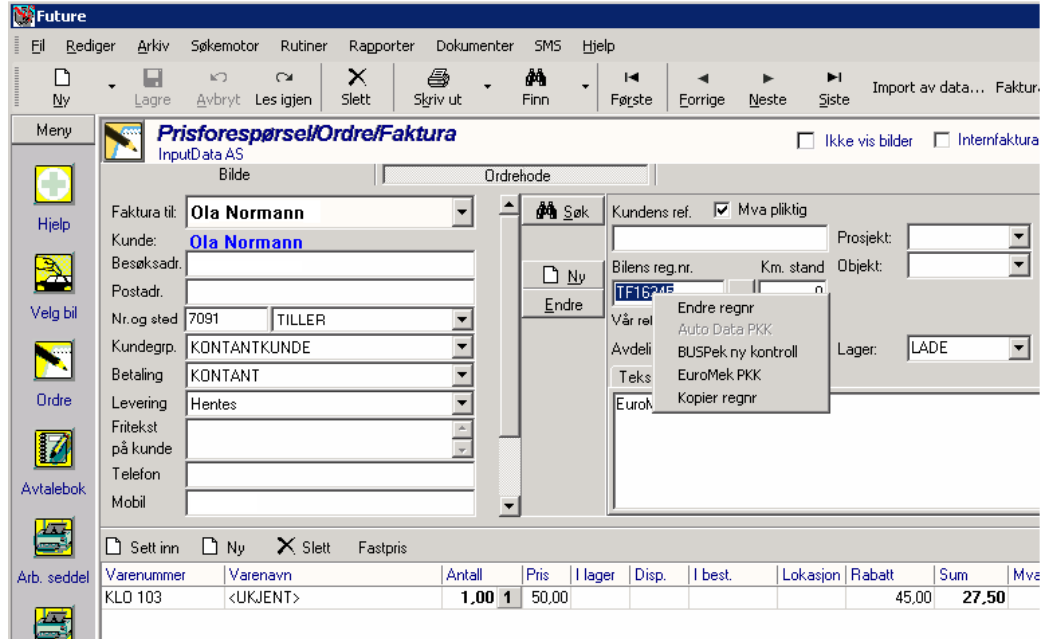 Future
Fil Rediger Arkiv Søkemotor Rutiner Rapporter Dokumenter SMS Hjelp
Ny Lagre Avbryt Les igjen Slett Skriv ut Finn Første Forrige Neste Siste Import av data... Faktur
Meny
Prisforespørsel/Ordre/Faktura
InputData AS
Ikke vis bilder Internfaktura
Bilde Ordrehode
Hjelp
Velg bil
Ordre
Avtalebok
Arb. seddel
Faktura til: Ola Normann
Kunde: Ola Normann
Besøksadr.
Postadr.
Nr.og sted 7091 TILLER
Kundegrp. KONTANTKUNDE
Betaling KONTANT
Levering Hentes
Fritekst
på kunde
Telefon
Mobil
Søk
Ny
Endre
Kundens ref. Mva pliktig
Prosjekt:
Bilens reg.nr. Km. stand Objekt:
Vår
Lager: LADE
Endre regnr
Auto Data PKK
BUSPek ny kontroll
EuroMek PKK
Kopier regnr
Sett inn Ny Slett Fastpris
Varenummer Varenavn Antall Pris I lager Disp. I best. Lokasjon Rabatt Sum Mva
KLO 103 <UKJENT> 1,00 1 50,00 45,00 27,50